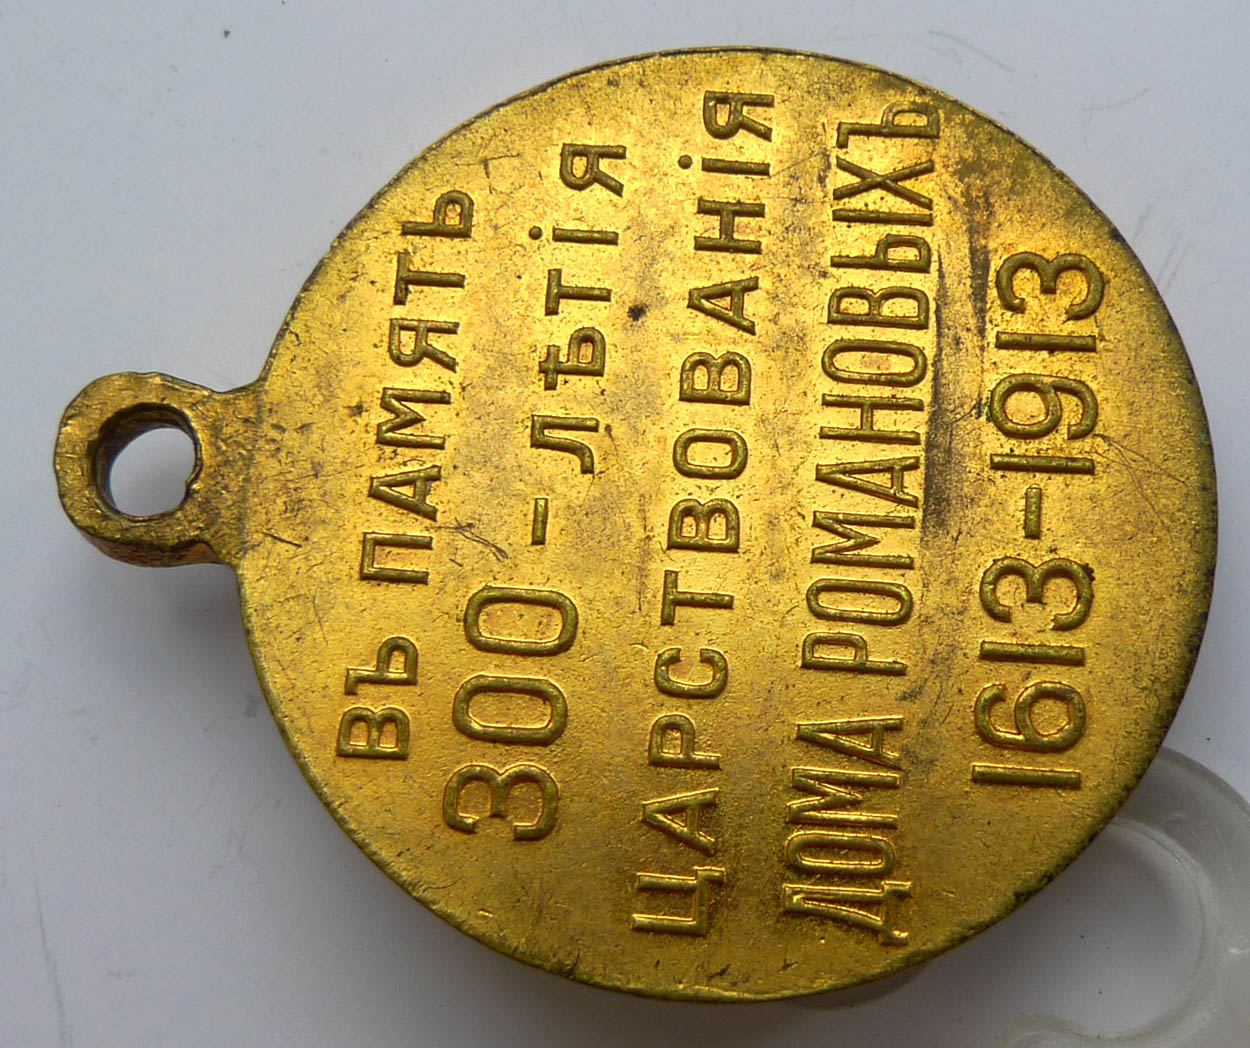 ВЪ ПАМЯТЬ
300-ЛѢТІЯ
ЦАРСТВОВАНІЯ
ДОМА РОМАНОВЫХЪ
1613-1913